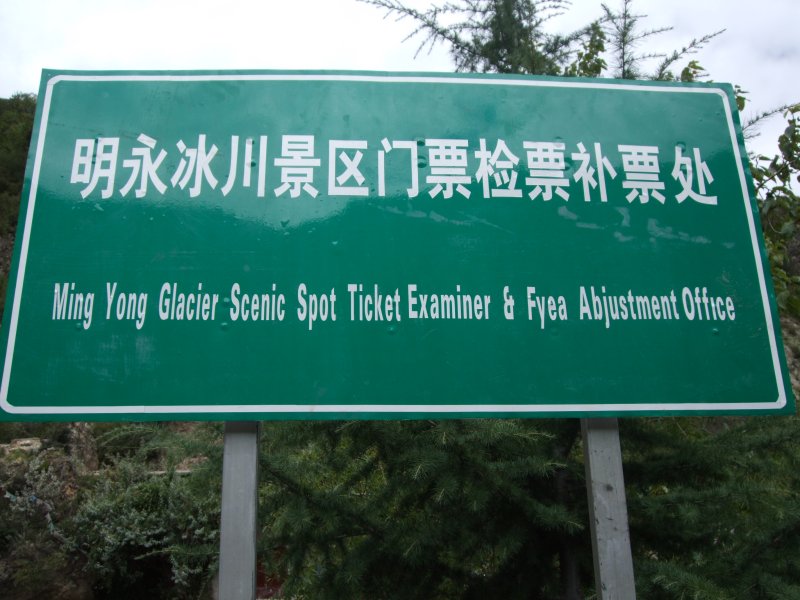 明永冰川景区门票检票补票处
Ming Yong Glacier Scenic Spot Ticket Examiner & Fyea Abjustment Office